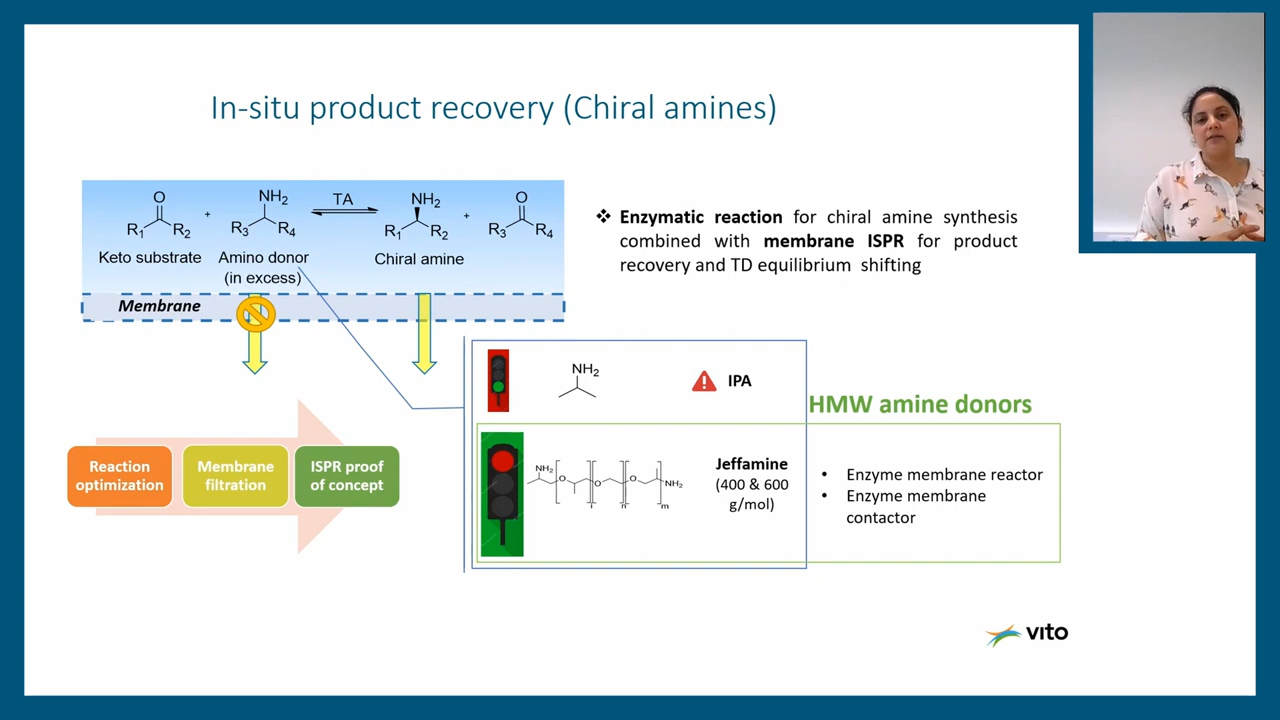 In-situ product recovery (Chiral amines)
O
NH2
TA
NH2
O
R1 R2 + R3 R4 R1 R2 + R3 R4
Keto substrate Amino donor Chiral amine
(in excess)
Membrane
❖ Enzymatic reaction for chiral amine synthesis
combined with membrane ISPR for product
recovery and TD equilibrium shifting
NH2
IPA
HMW amine donors
NH2 O O O NH2
n m
Jeffamine
(400 & 600
g/mol)
• Enzyme membrane reactor
• Enzyme membrane
contactor
Reaction
optimization
Membrane
filtration
ISPR proof
of concept
vito